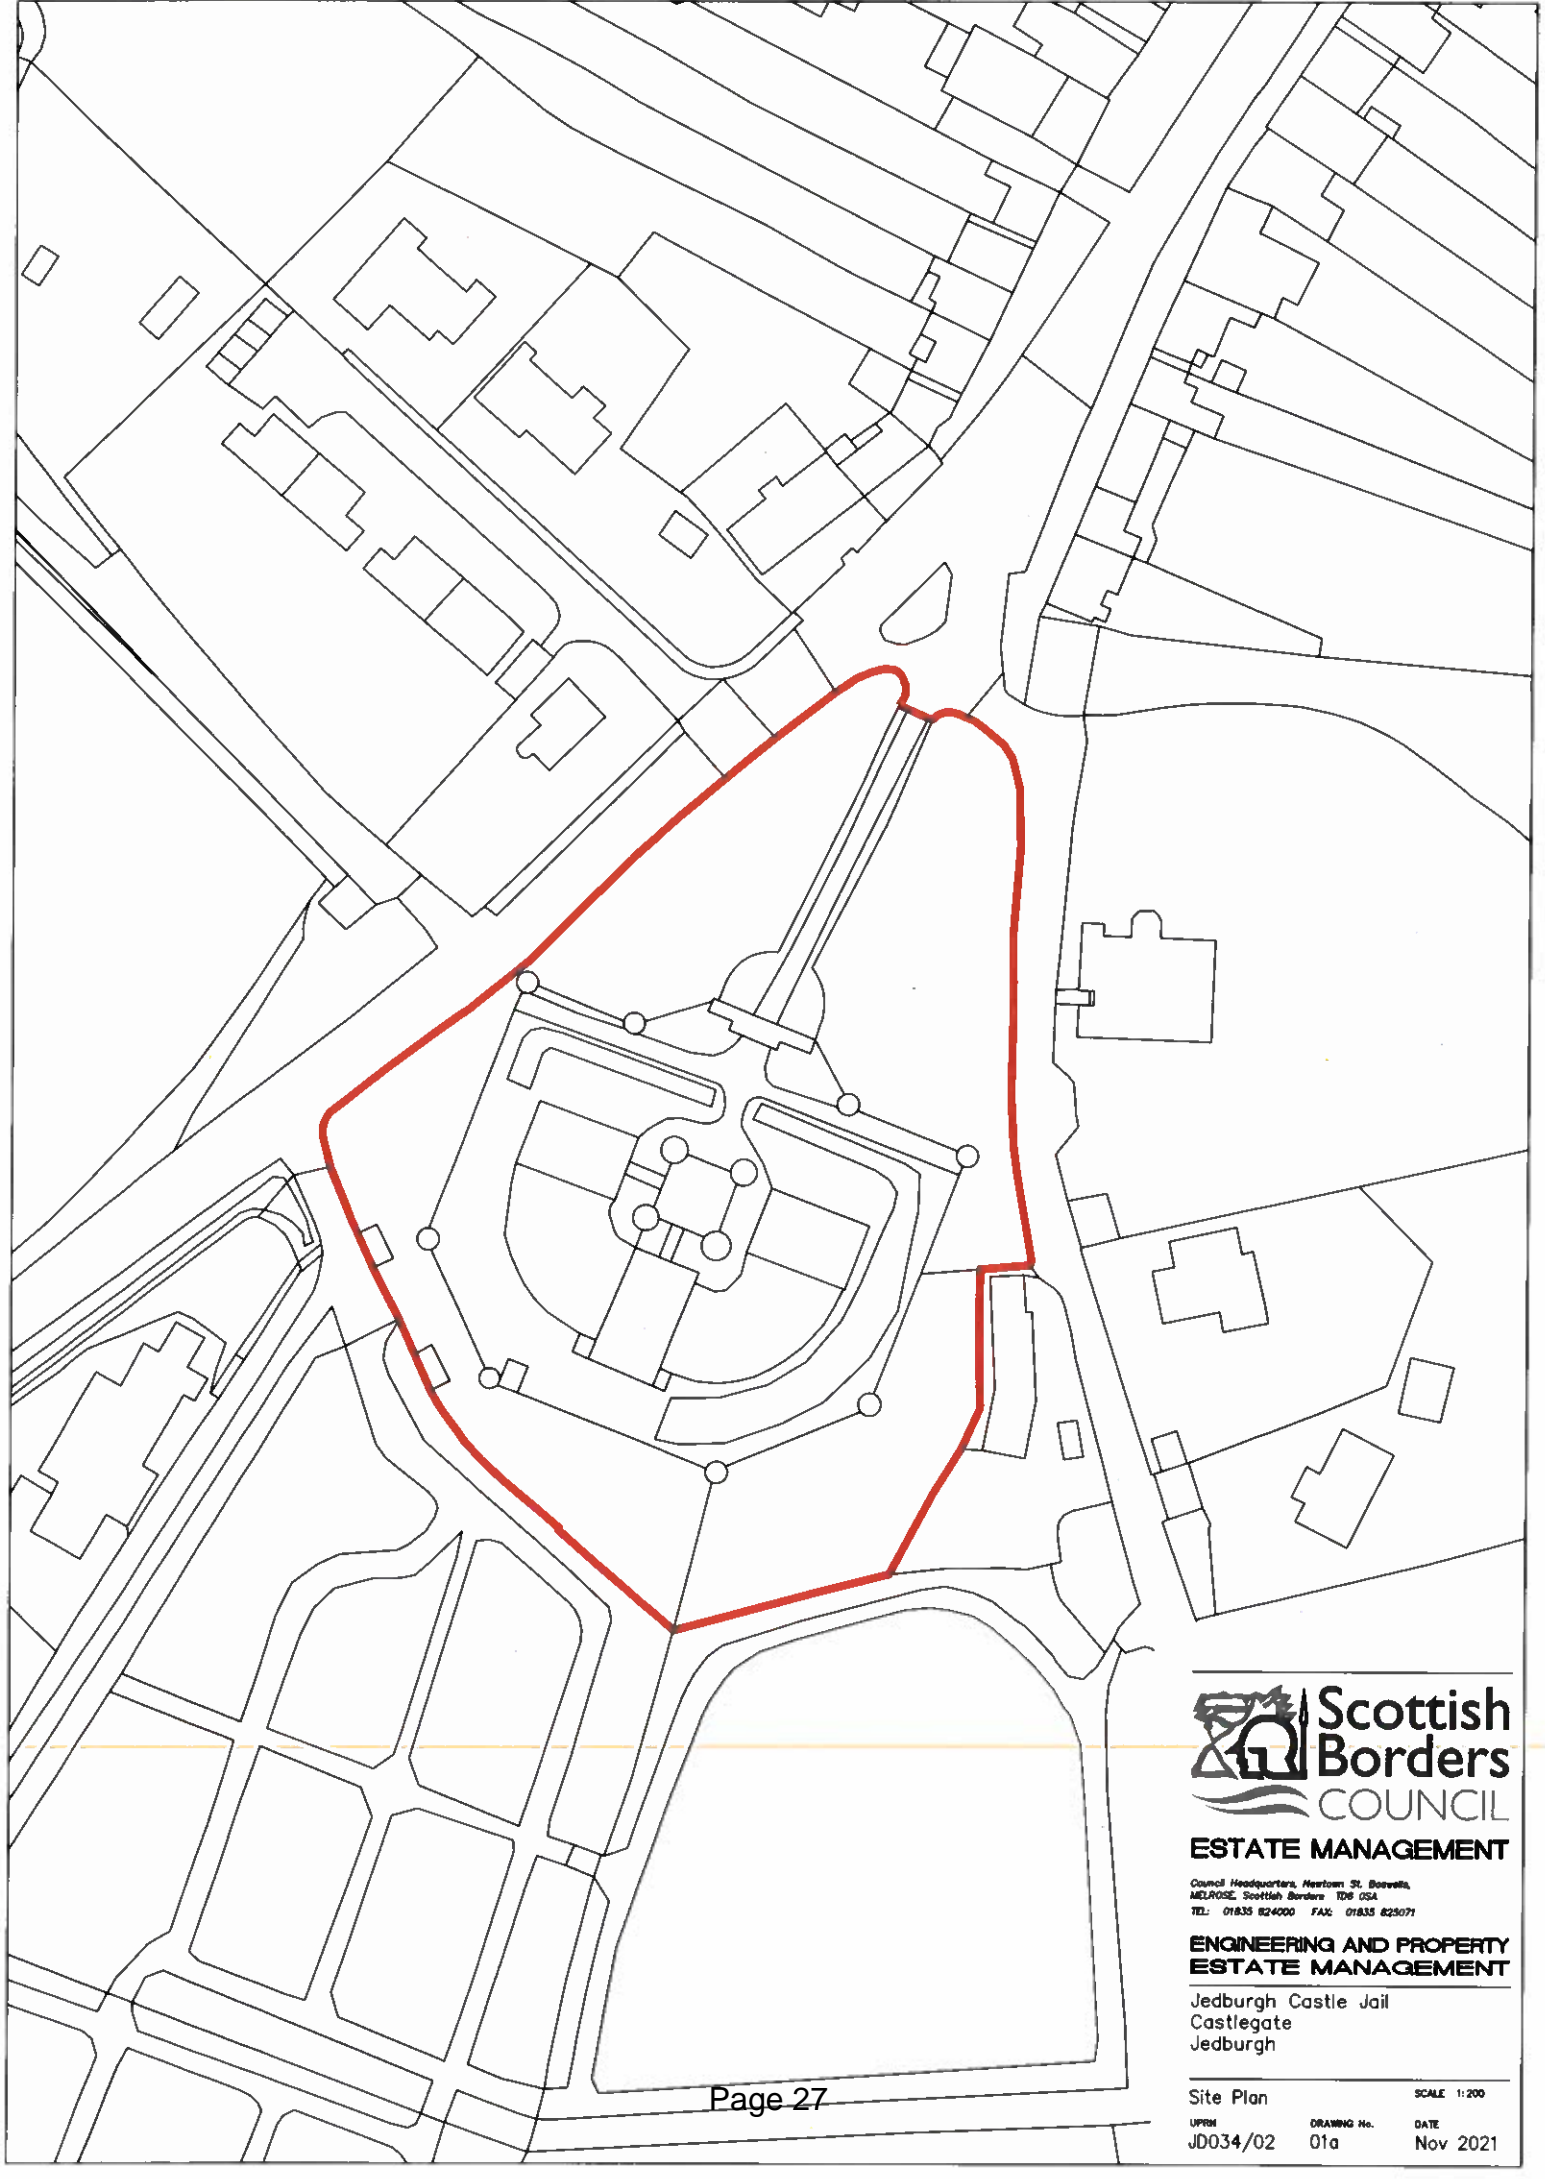 Scottish
Borders
COUNCIL
ESTATE MANAGEMENT
Council Headquarters, Newtown St. Boswells,
MELROSE, Scottish Borders TD6 0SA
TEL: 01835 824000 FAX: 01835 825071
ENGINEERING AND PROPERTY
ESTATE MANAGEMENT
Jedburgh Castle Jail
Castlegate
Jedburgh
Site Plan SCALE 1:200
UPRN DRAWING No. DATE
JD034/02 01a Nov 2021
Page 27